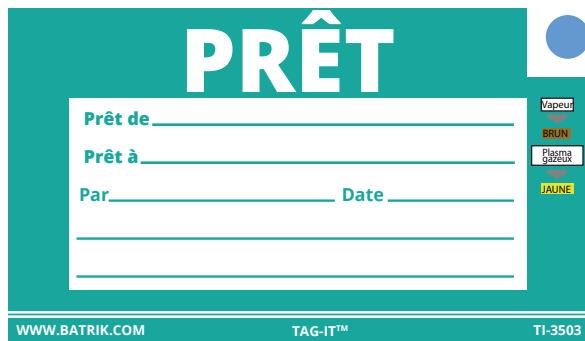 PRÊT
Prêt de
Prêt à
Par Date
Vapeur
BRUN
Plasma
gazeux
JAUNE
WWW.BATRIK.COM TAG-IT™ TI-3503